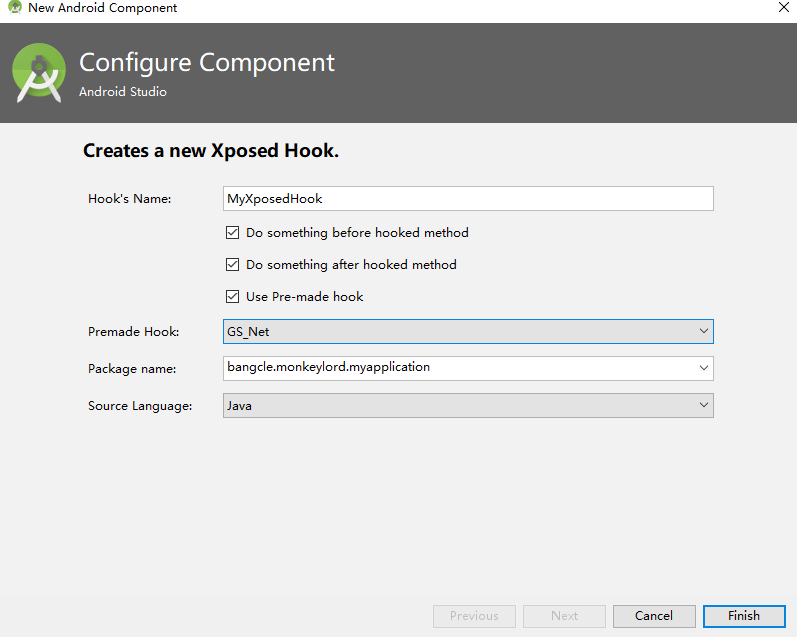 New Android Component
Configure Component
Android Studio
Creates a new Xposed Hook.
Hook's Name: MyXposedHook
Do something before hooked method
Do something after hooked method
Use Pre-made hook
Premade Hook: GS_Net
Package name: bangcle.monkeylord.myapplication
Source Language: Java
Previous Next Cancel Finish